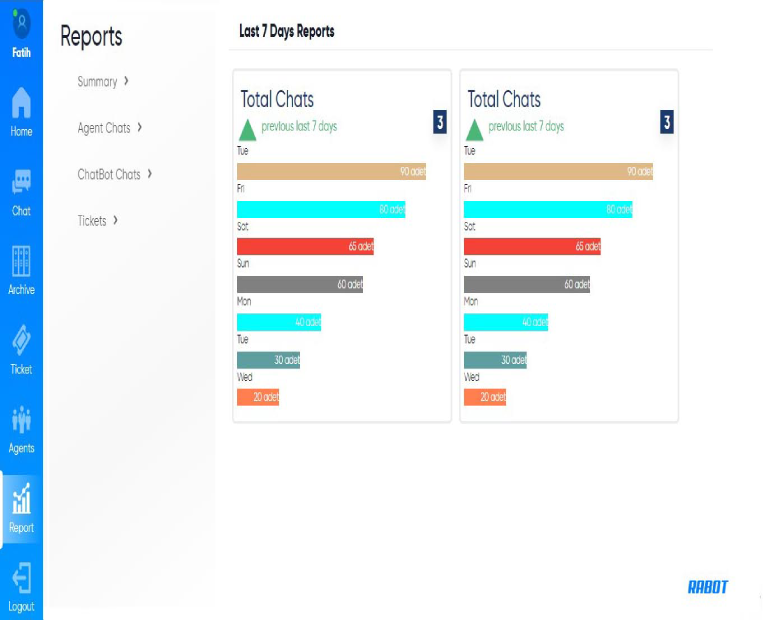 Fatih
Home
Chat
Archive
Ticket
Agents
Report
Logout
Reports
Summary
Agent Chats
ChatBot Chats
Tickets
Last 7 Days Reports
Total Chats
3
previous last 7 days
Tue
90 adet
Fri
80 adet
Sat
65 adet
Sun
60 adet
Mon
40 adet
Tue
30 adet
Wed
20 adet
Total Chats
3
previous last 7 days
Tue
90 adet
Fri
80 adet
Sat
65 adet
Sun
60 adet
Mon
40 adet
Tue
30 adet
Wed
20 adet
RABOT